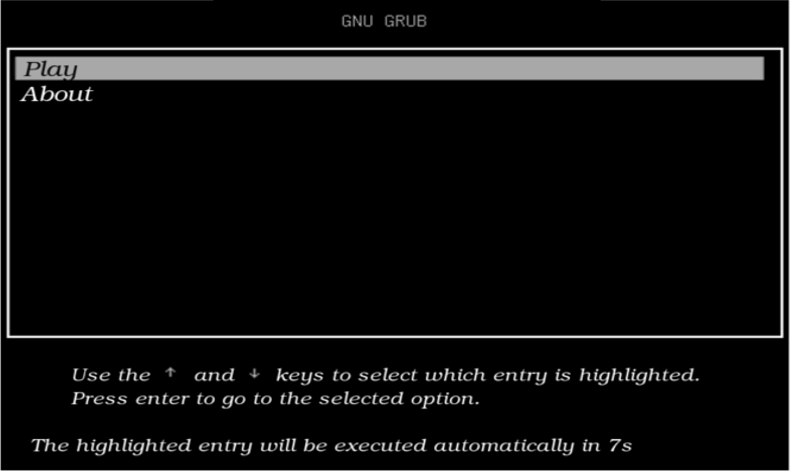 GNU GRUB
Play
About
Use the ↑ and ↓ keys to select which entry is highlighted.
Press enter to go to the selected option.
The highlighted entry will be executed automatically in 7s